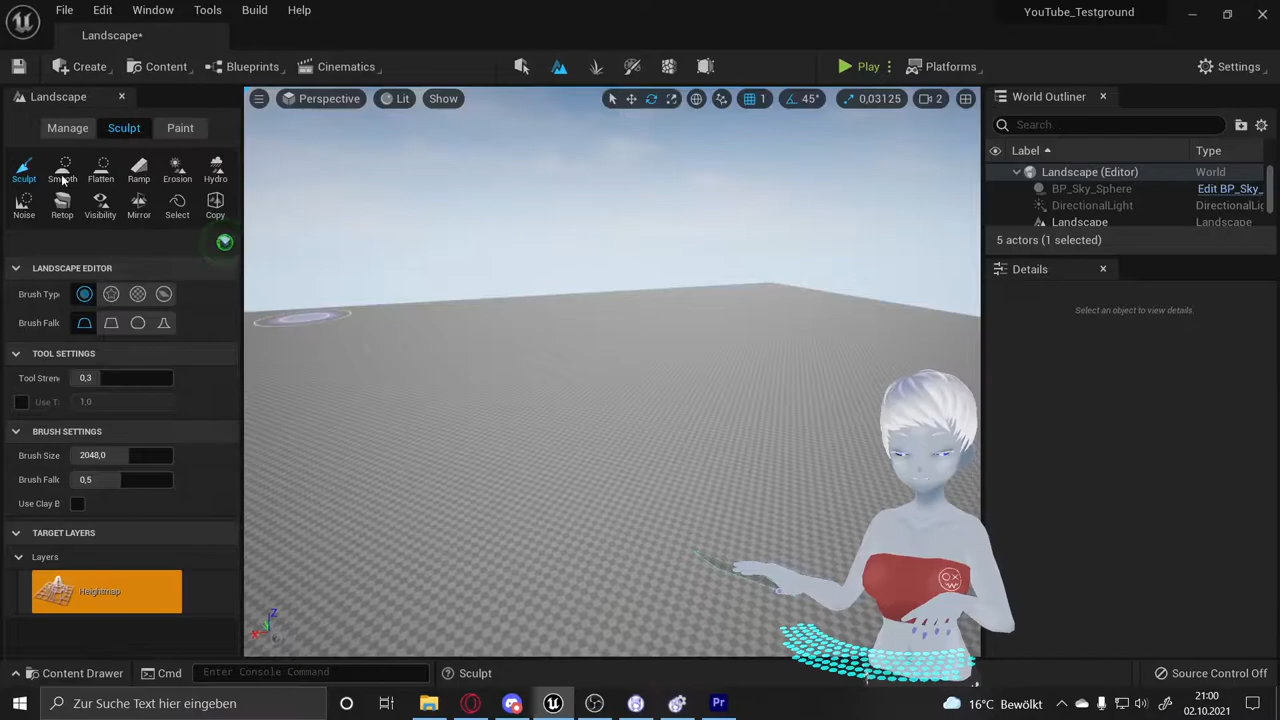 File Edit Window Tools Build Help
YouTube_Testground
Landscape*
Create Content Blueprints Cinematics Play Platforms Settings
Landscape
Perspective Lit Show 1 45° 0,03125 2
World Outliner
Manage Sculpt Paint
Search...
Label Type
Sculpt Smooth Flatten Ramp Erosion Hydro
Landscape (Editor) World
BP_Sky_Sphere Edit BP_Sky_
DirectionalLight DirectionalLig
Noise Retop Visibility Mirror Select Copy
Landscape Landscape
5 actors (1 selected)
LANDSCAPE EDITOR
Details
Brush Typ
Select an object to view details.
Brush Falk
TOOL SETTINGS
Tool Stren 0,3
Use T 1,0
BRUSH SETTINGS
Brush Size 2048,0
Brush Falk 0,5
Use Clay B
TARGET LAYERS
Layers
Heightmap
Z
X
Content Drawer Cmd Enter Console Command Sculpt Source Control Off
Zur Suche Text hier eingeben
Pr
16°C Bewölkt
21:00
02.10.2021